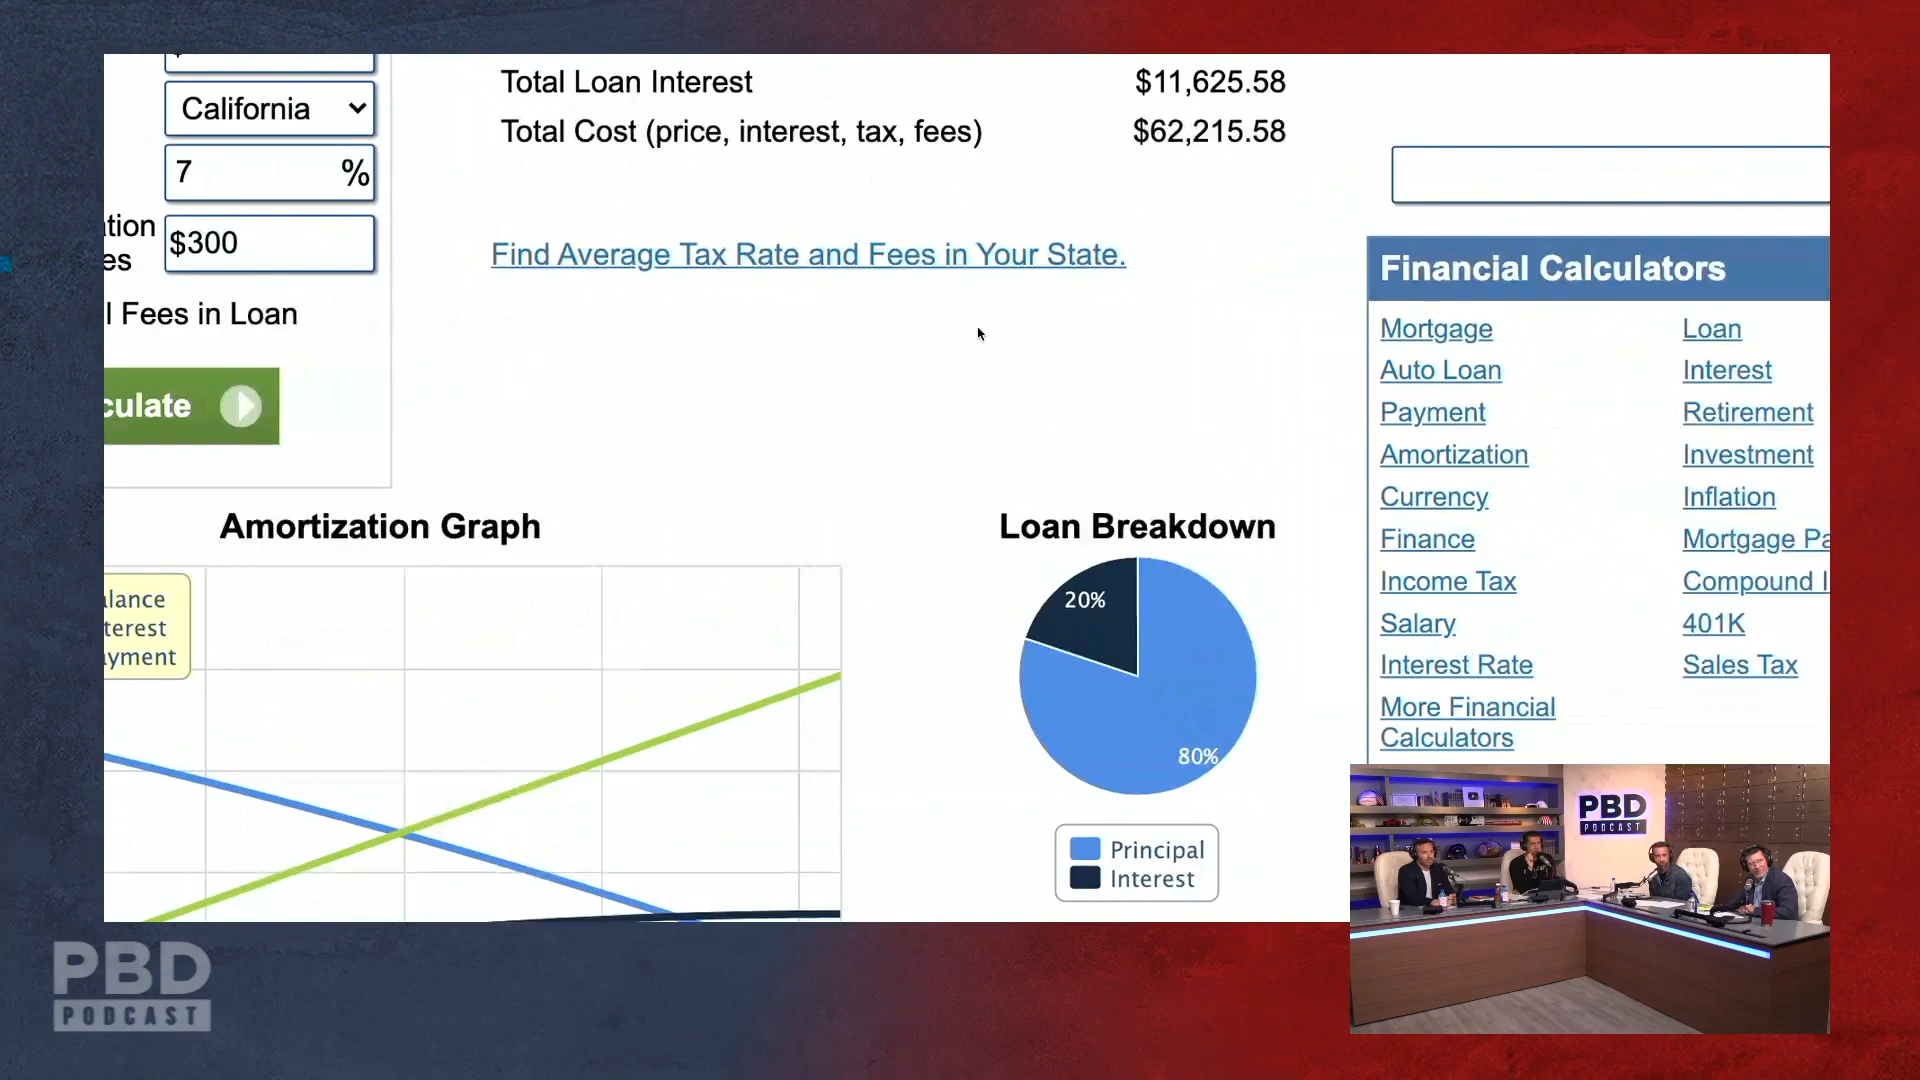 Total Loan Interest $11,625.58
California
Total Cost (price, interest, tax, fees) $62,215.58
7 %
tion
es
$300
Find Average Tax Rate and Fees in Your State.
l Fees in Loan
culate
Financial Calculators
Mortgage Loan
Auto Loan Interest
Payment Retirement
Amortization Investment
Currency Inflation
Finance Mortgage Pa
Income Tax Compound I
Salary 401K
Interest Rate Sales Tax
More Financial
Calculators
Amortization Graph
alance
terest
ayment
Loan Breakdown
20%
80%
Principal
Interest
PBD
PODCAST
PBD
PODCAST